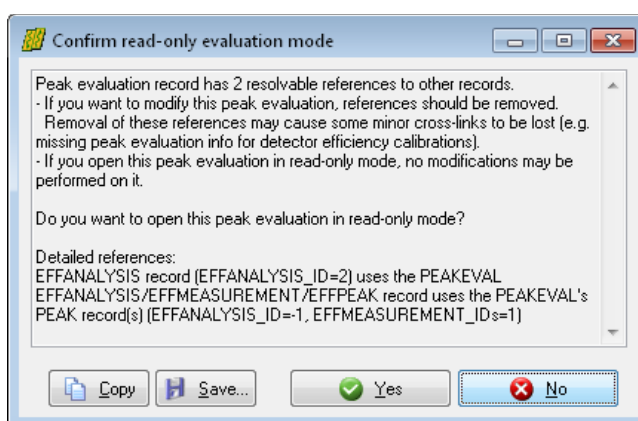 Confirm read-only evaluation mode
Peak evaluation record has 2 resolvable references to other records.
- If you want to modify this peak evaluation, references should be removed.
Removal of these references may cause some minor cross-links to be lost (e.g.
missing peak evaluation info for detector efficiency calibrations).
- If you open this peak evaluation in read-only mode, no modifications may be
performed on it.
Do you want to open this peak evaluation in read-only mode?
Detailed references:
EFFANALYSIS record (EFFANALYSIS_ID=2) uses the PEAKEVAL
EFFANALYSIS/EFFMEASUREMENT/EFFPEAK record uses the PEAKEVAL's
PEAK record(s) (EFFANALYSIS_ID=-1, EFFMEASUREMENT_IDs=1)
Copy Save... Yes No